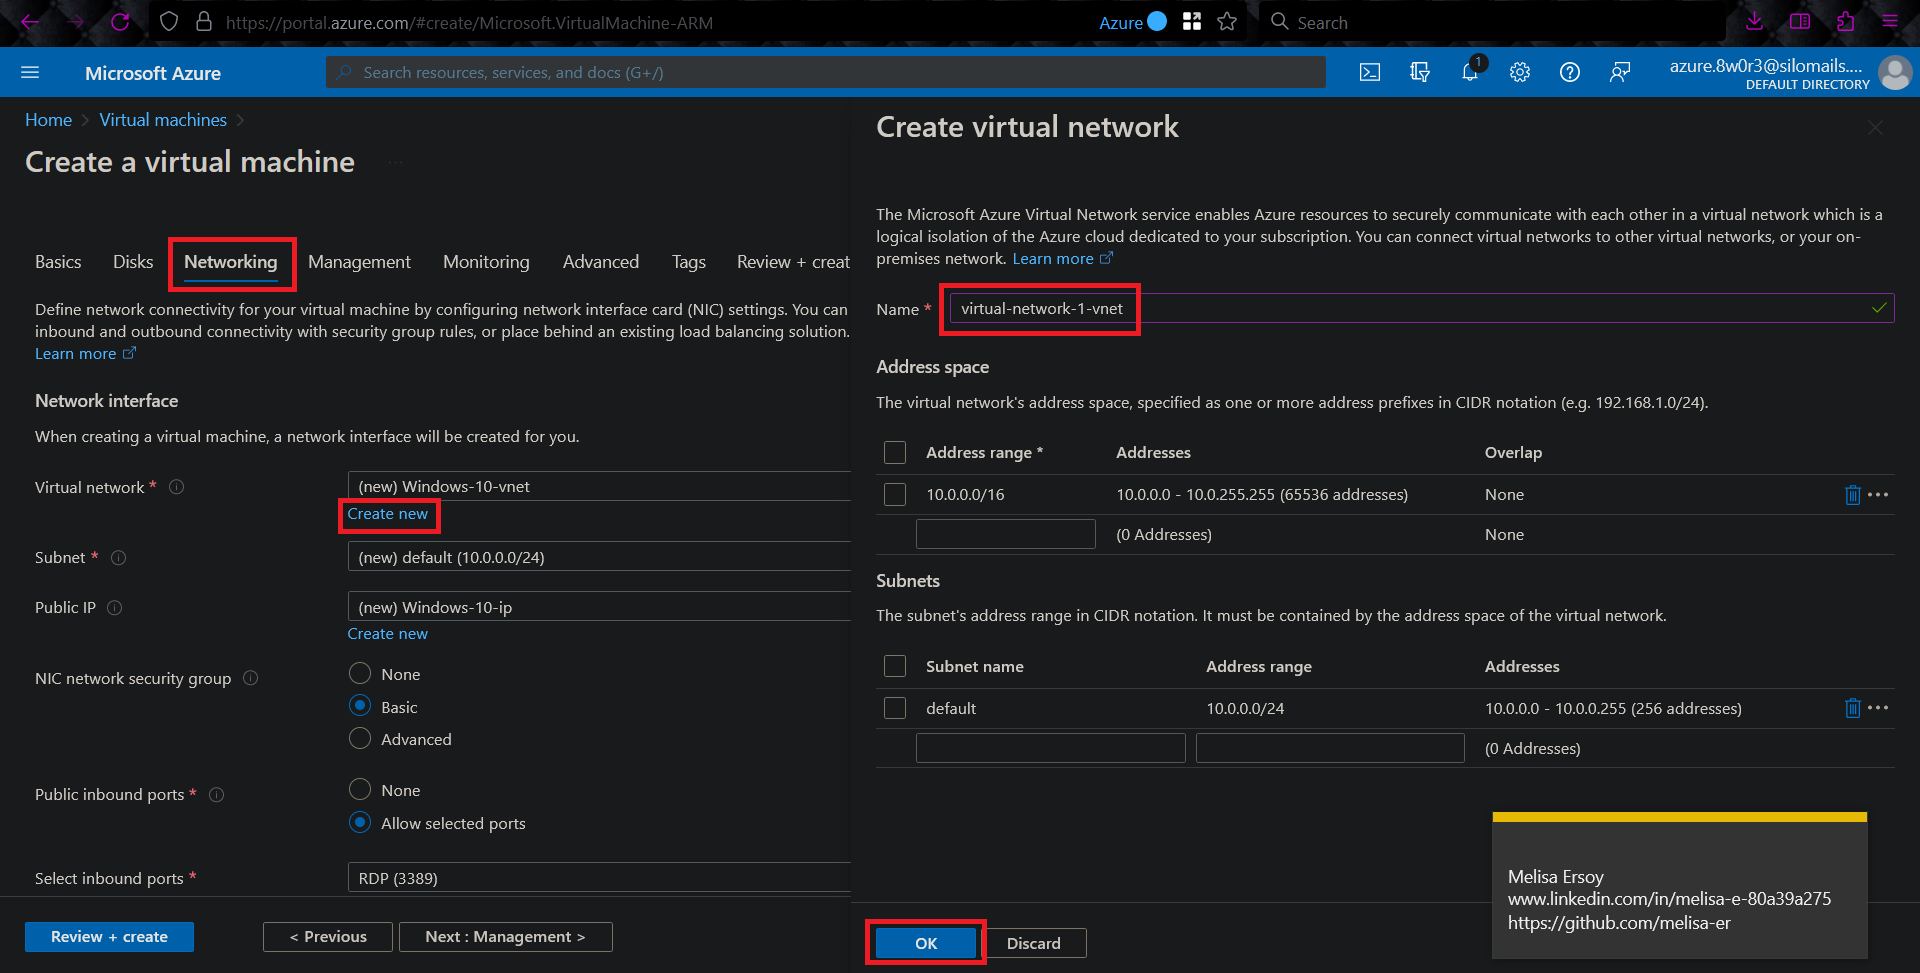 https://portal.azure.com/#create/Microsoft.VirtualMachine-ARM
Azure
Search
Microsoft Azure
Search resources, services, and docs (G+/)
1
azure.8w0r3@silomails....
DEFAULT DIRECTORY
Home > Virtual machines >
Create a virtual machine ...
Basics
Disks
Networking
Management
Monitoring
Advanced
Tags
Review + creat
Define network connectivity for your virtual machine by configuring network interface card (NIC) settings. You can
inbound and outbound connectivity with security group rules, or place behind an existing load balancing solution.
Learn more
Network interface
When creating a virtual machine, a network interface will be created for you.
Virtual network *
(new) Windows-10-vnet
Create new
Subnet *
(new) default (10.0.0.0/24)
Public IP
(new) Windows-10-ip
Create new
NIC network security group
None
Basic
Advanced
Public inbound ports *
None
Allow selected ports
Select inbound ports *
RDP (3389)
Review + create
< Previous
Next : Management >
Create virtual network
The Microsoft Azure Virtual Network service enables Azure resources to securely communicate with each other in a virtual network which is a
logical isolation of the Azure cloud dedicated to your subscription. You can connect virtual networks to other virtual networks, or your on-
premises network. Learn more
Name *
virtual-network-1-vnet
Address space
The virtual network's address space, specified as one or more address prefixes in CIDR notation (e.g. 192.168.1.0/24).
Address range * Addresses Overlap
10.0.0.0/16 10.0.0.0 - 10.0.255.255 (65536 addresses) None
(0 Addresses) None
Subnets
The subnet's address range in CIDR notation. It must be contained by the address space of the virtual network.
Subnet name Address range Addresses
default 10.0.0.0/24 10.0.0.0 - 10.0.0.255 (256 addresses)
(0 Addresses)
OK
Discard
Melisa Ersoy
www.linkedin.com/in/melisa-e-80a39a275
https://github.com/melisa-er